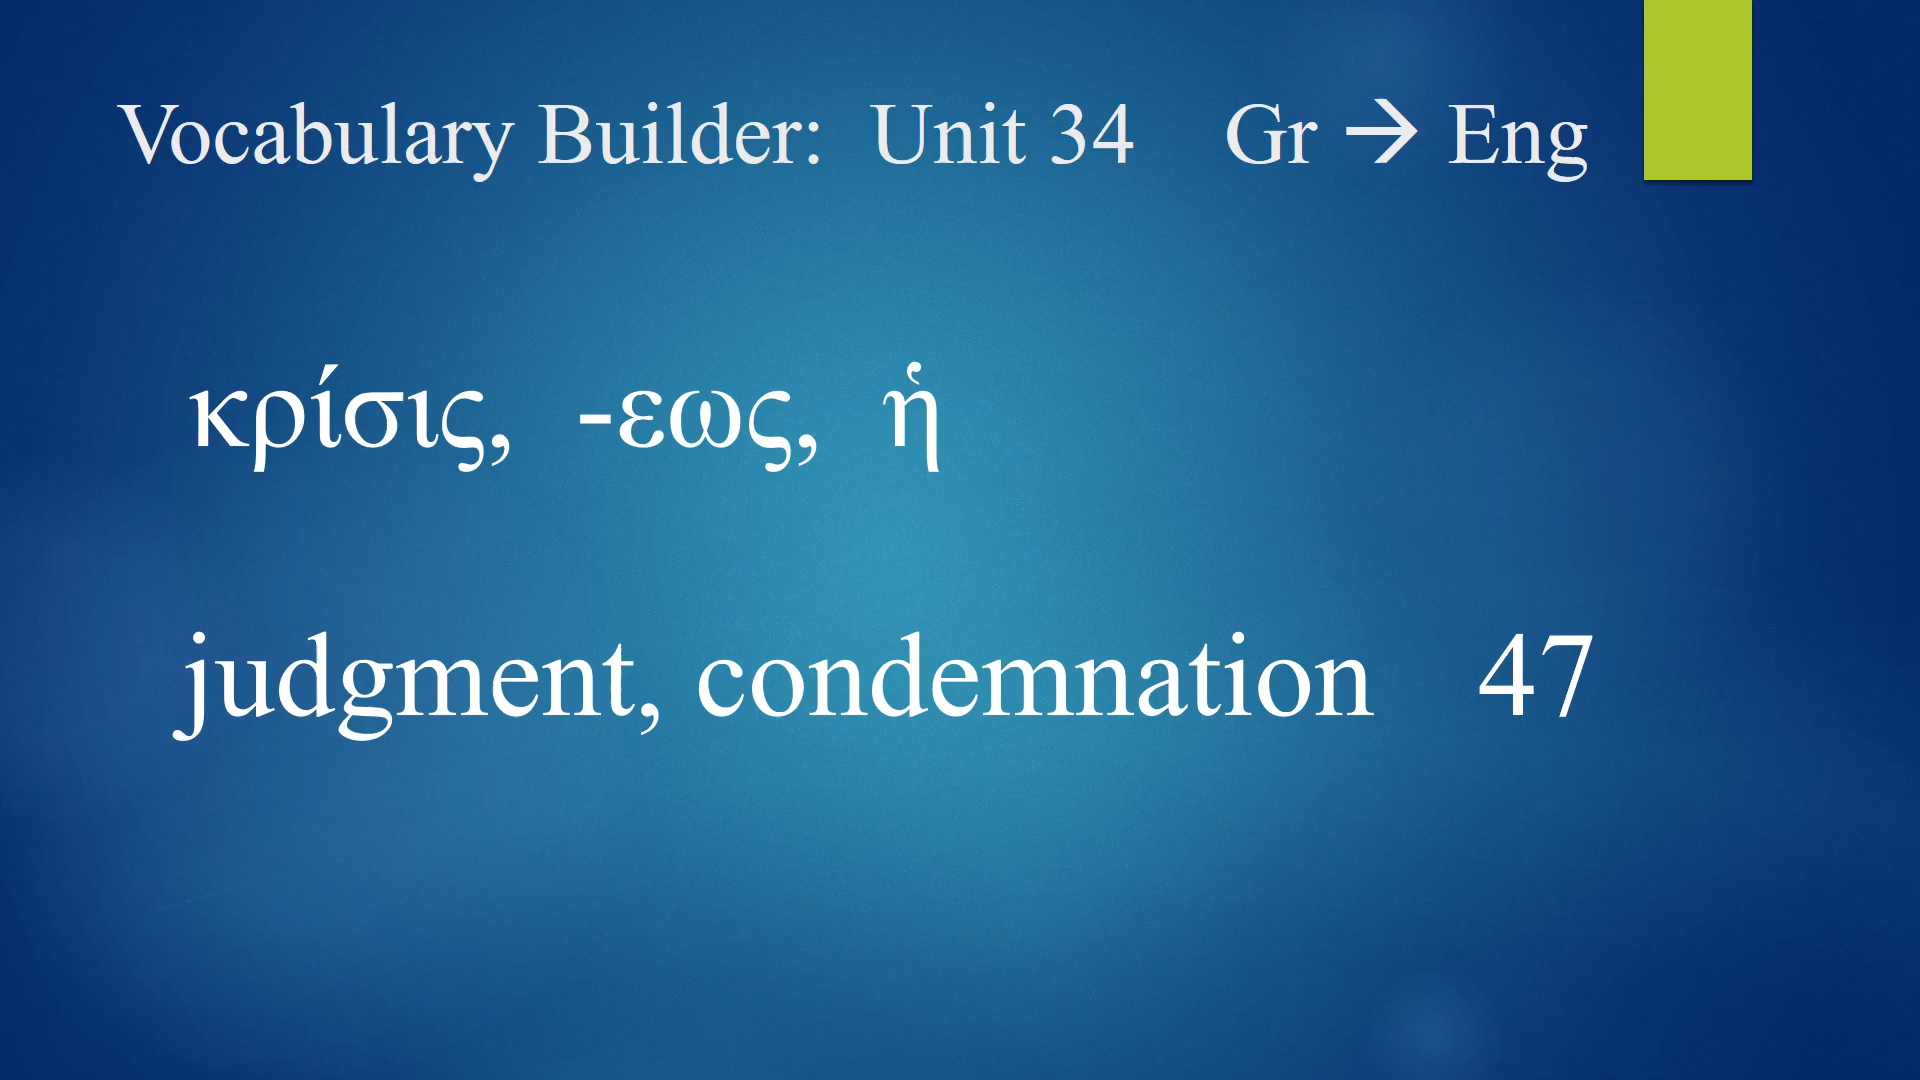 Vocabulary Builder: Unit 34 Gr → Eng
κρίσις, -εως, ἡ
judgment, condemnation 47